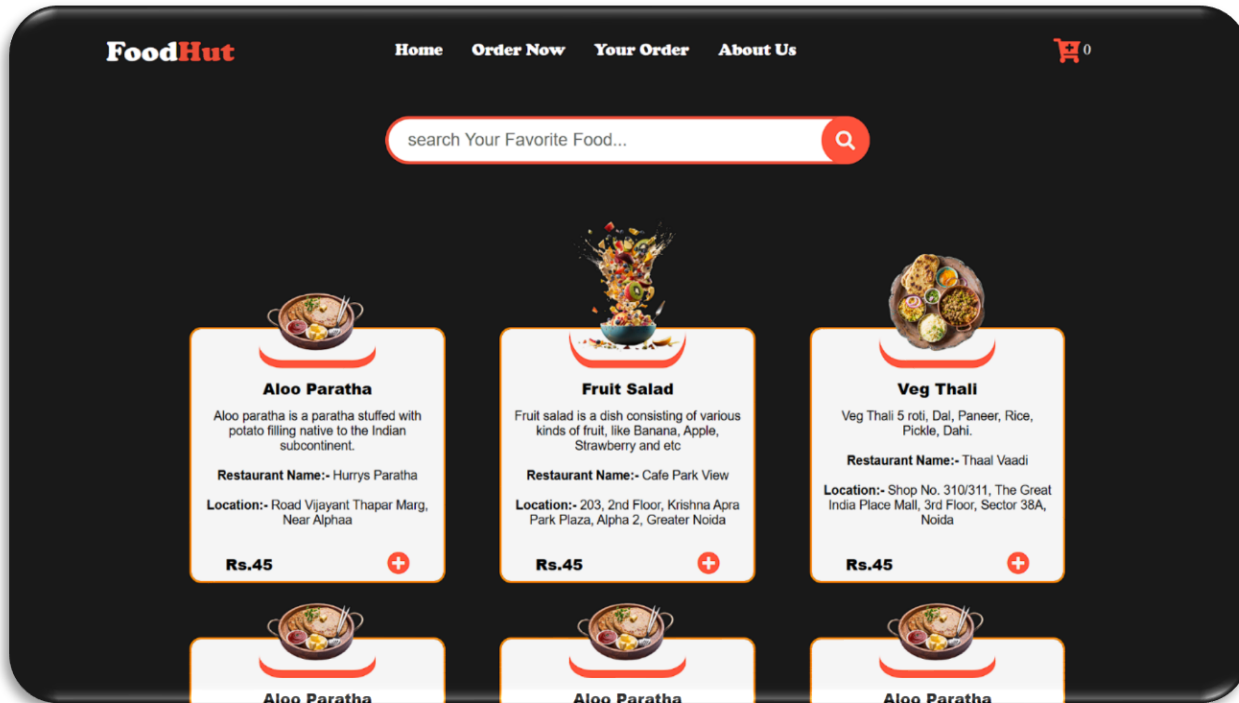 FoodHut
Home Order Now Your Order About Us
0
search Your Favorite Food...
Aloo Paratha
Aloo paratha is a paratha stuffed with
potato filling native to the Indian
subcontinent.
Restaurant Name:- Hurrys Paratha
Location:- Road Vijayant Thapar Marg,
Near Alphaa
Rs.45
Fruit Salad
Fruit salad is a dish consisting of various
kinds of fruit, like Banana, Apple,
Strawberry and etc
Restaurant Name:- Cafe Park View
Location:- 203, 2nd Floor, Krishna Apra
Park Plaza, Alpha 2, Greater Noida
Rs.45
Veg Thali
Veg Thali 5 roti, Dal, Paneer, Rice,
Pickle, Dahi.
Restaurant Name:- Thaal Vaadi
Location:- Shop No. 310/311, The Great
India Place Mall, 3rd Floor, Sector 38A,
Noida
Rs.45
Aloo Paratha
Aloo Paratha
Aloo Paratha